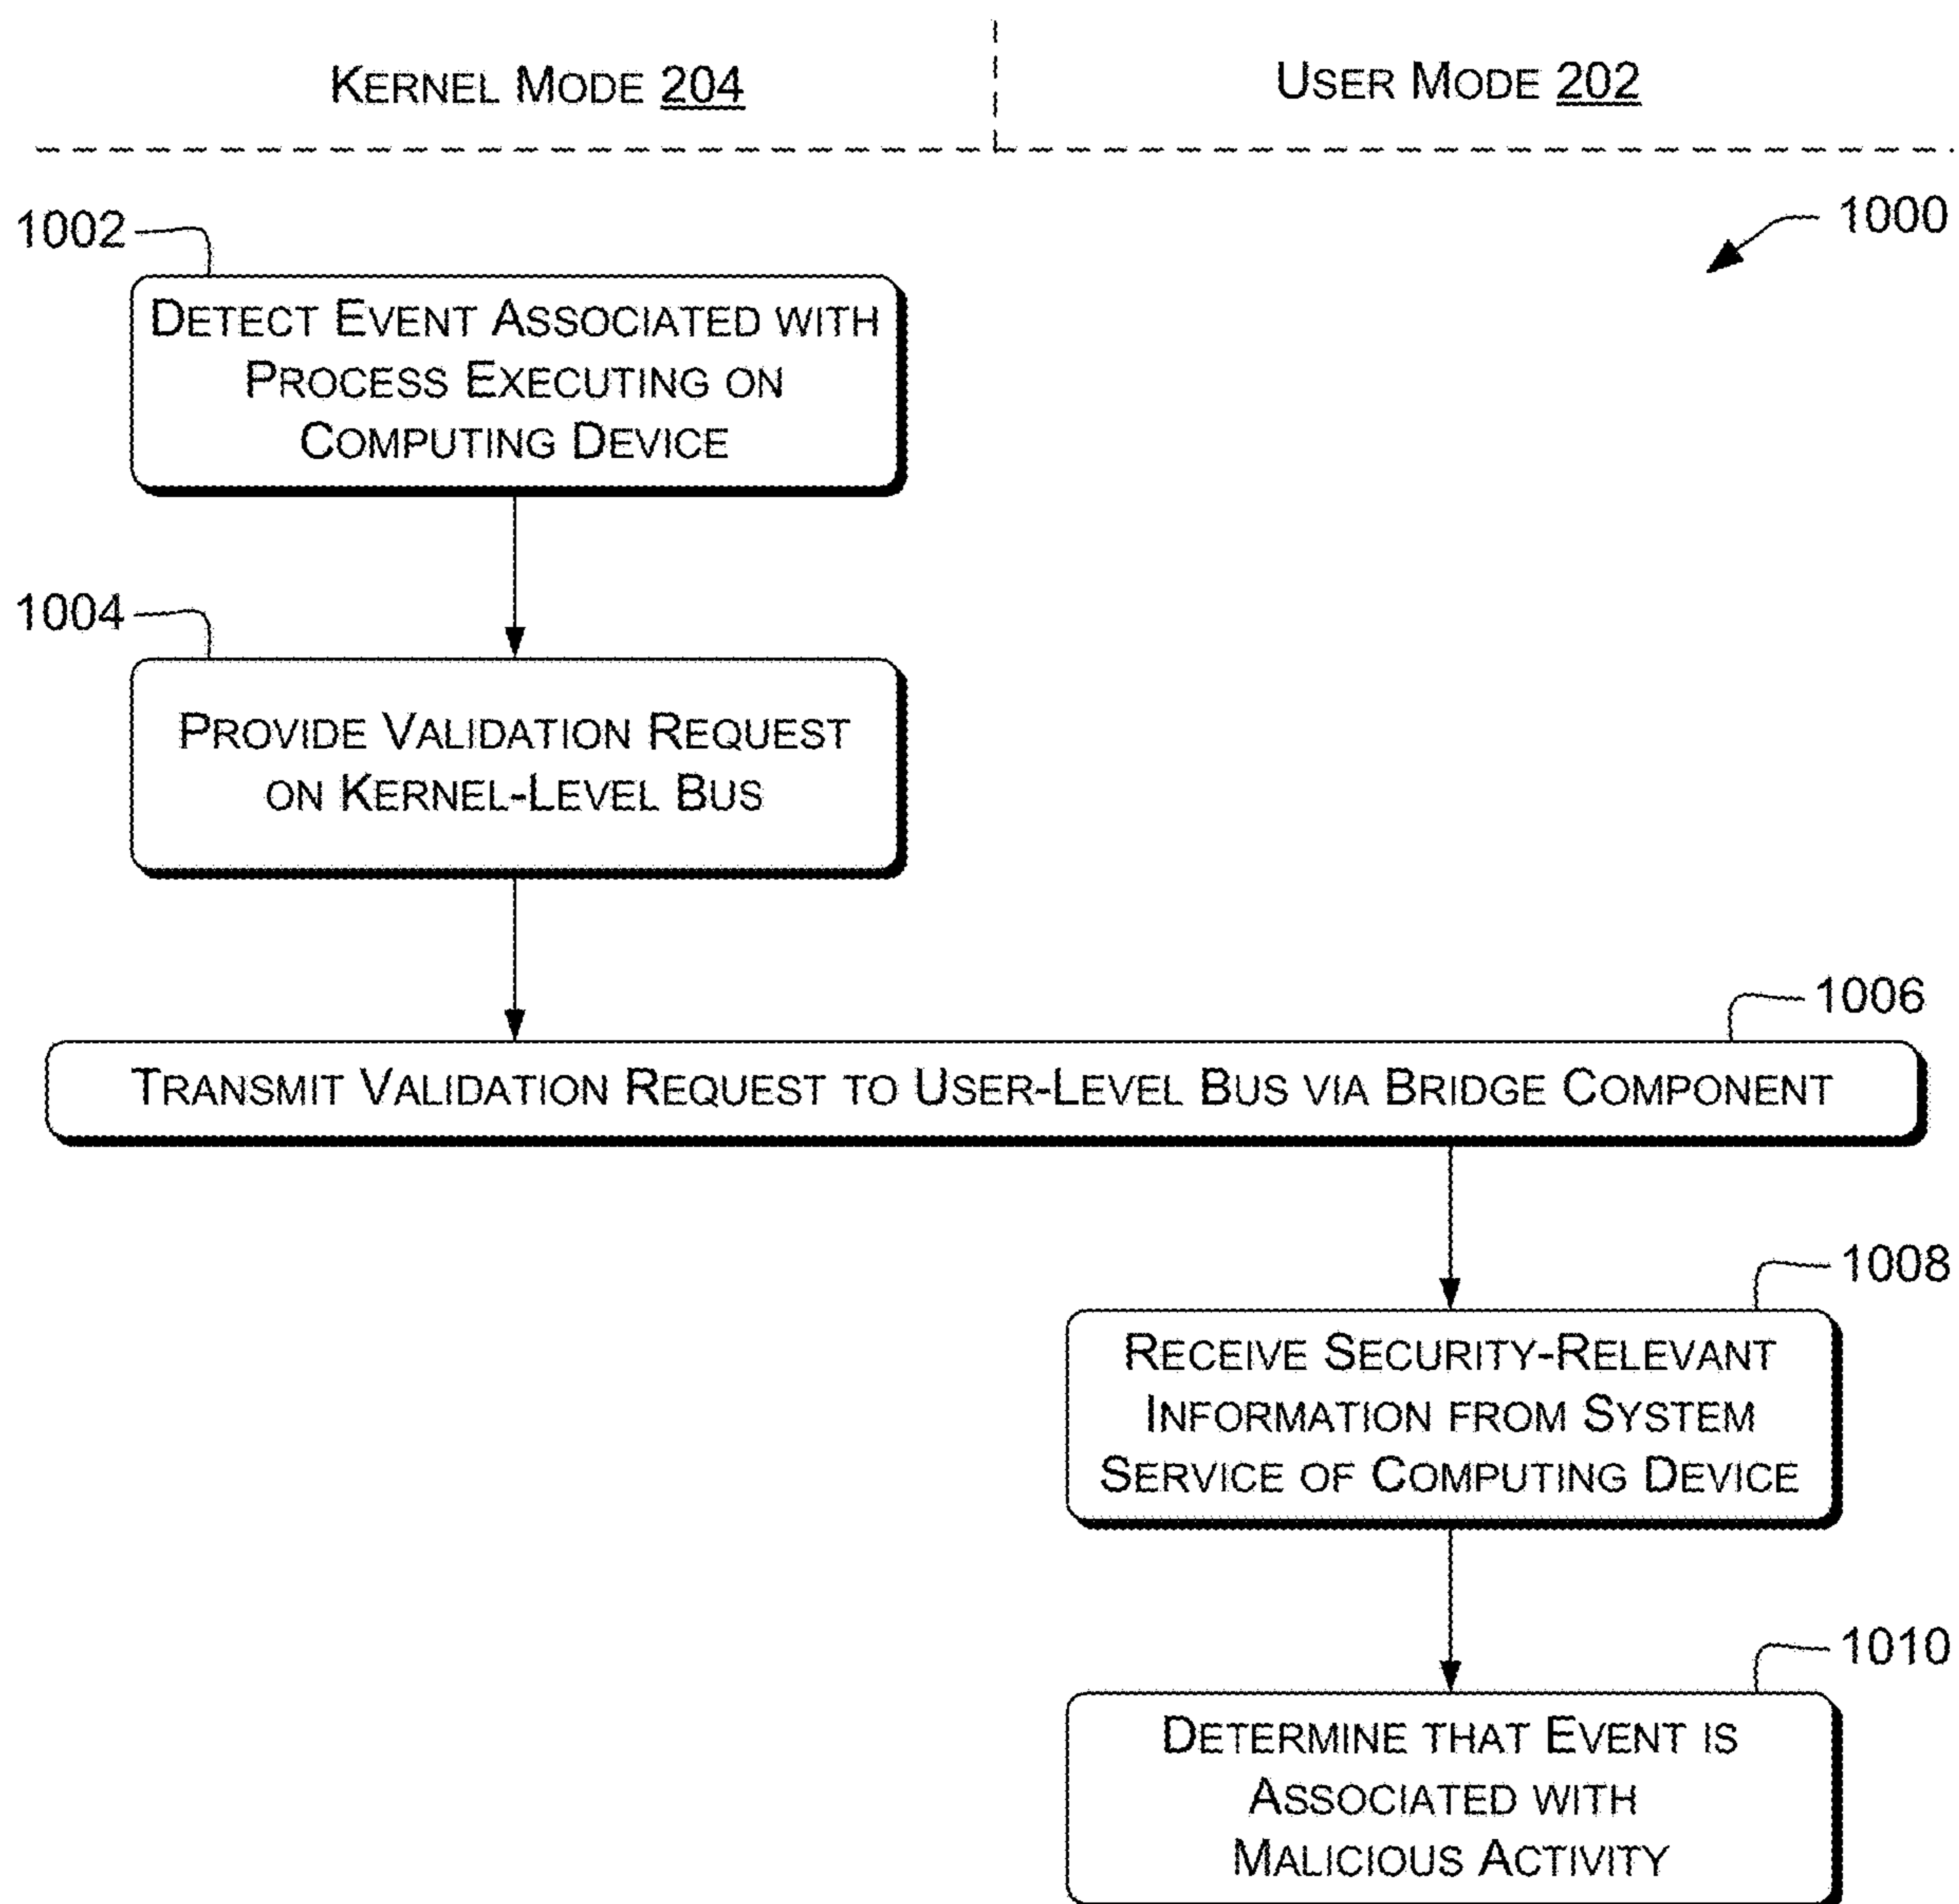 KERNEL MODE 204
USER MODE 202
1000
1002
DETECT EVENT ASSOCIATED WITH
PROCESS EXECUTING ON
COMPUTING DEVICE
1004
PROVIDE VALIDATION REQUEST
ON KERNEL-LEVEL BUS
1006
TRANSMIT VALIDATION REQUEST TO USER-LEVEL BUS VIA BRIDGE COMPONENT
1008
RECEIVE SECURITY-RELEVANT
INFORMATION FROM SYSTEM
SERVICE OF COMPUTING DEVICE
1010
DETERMINE THAT EVENT IS
ASSOCIATED WITH
MALICIOUS ACTIVITY